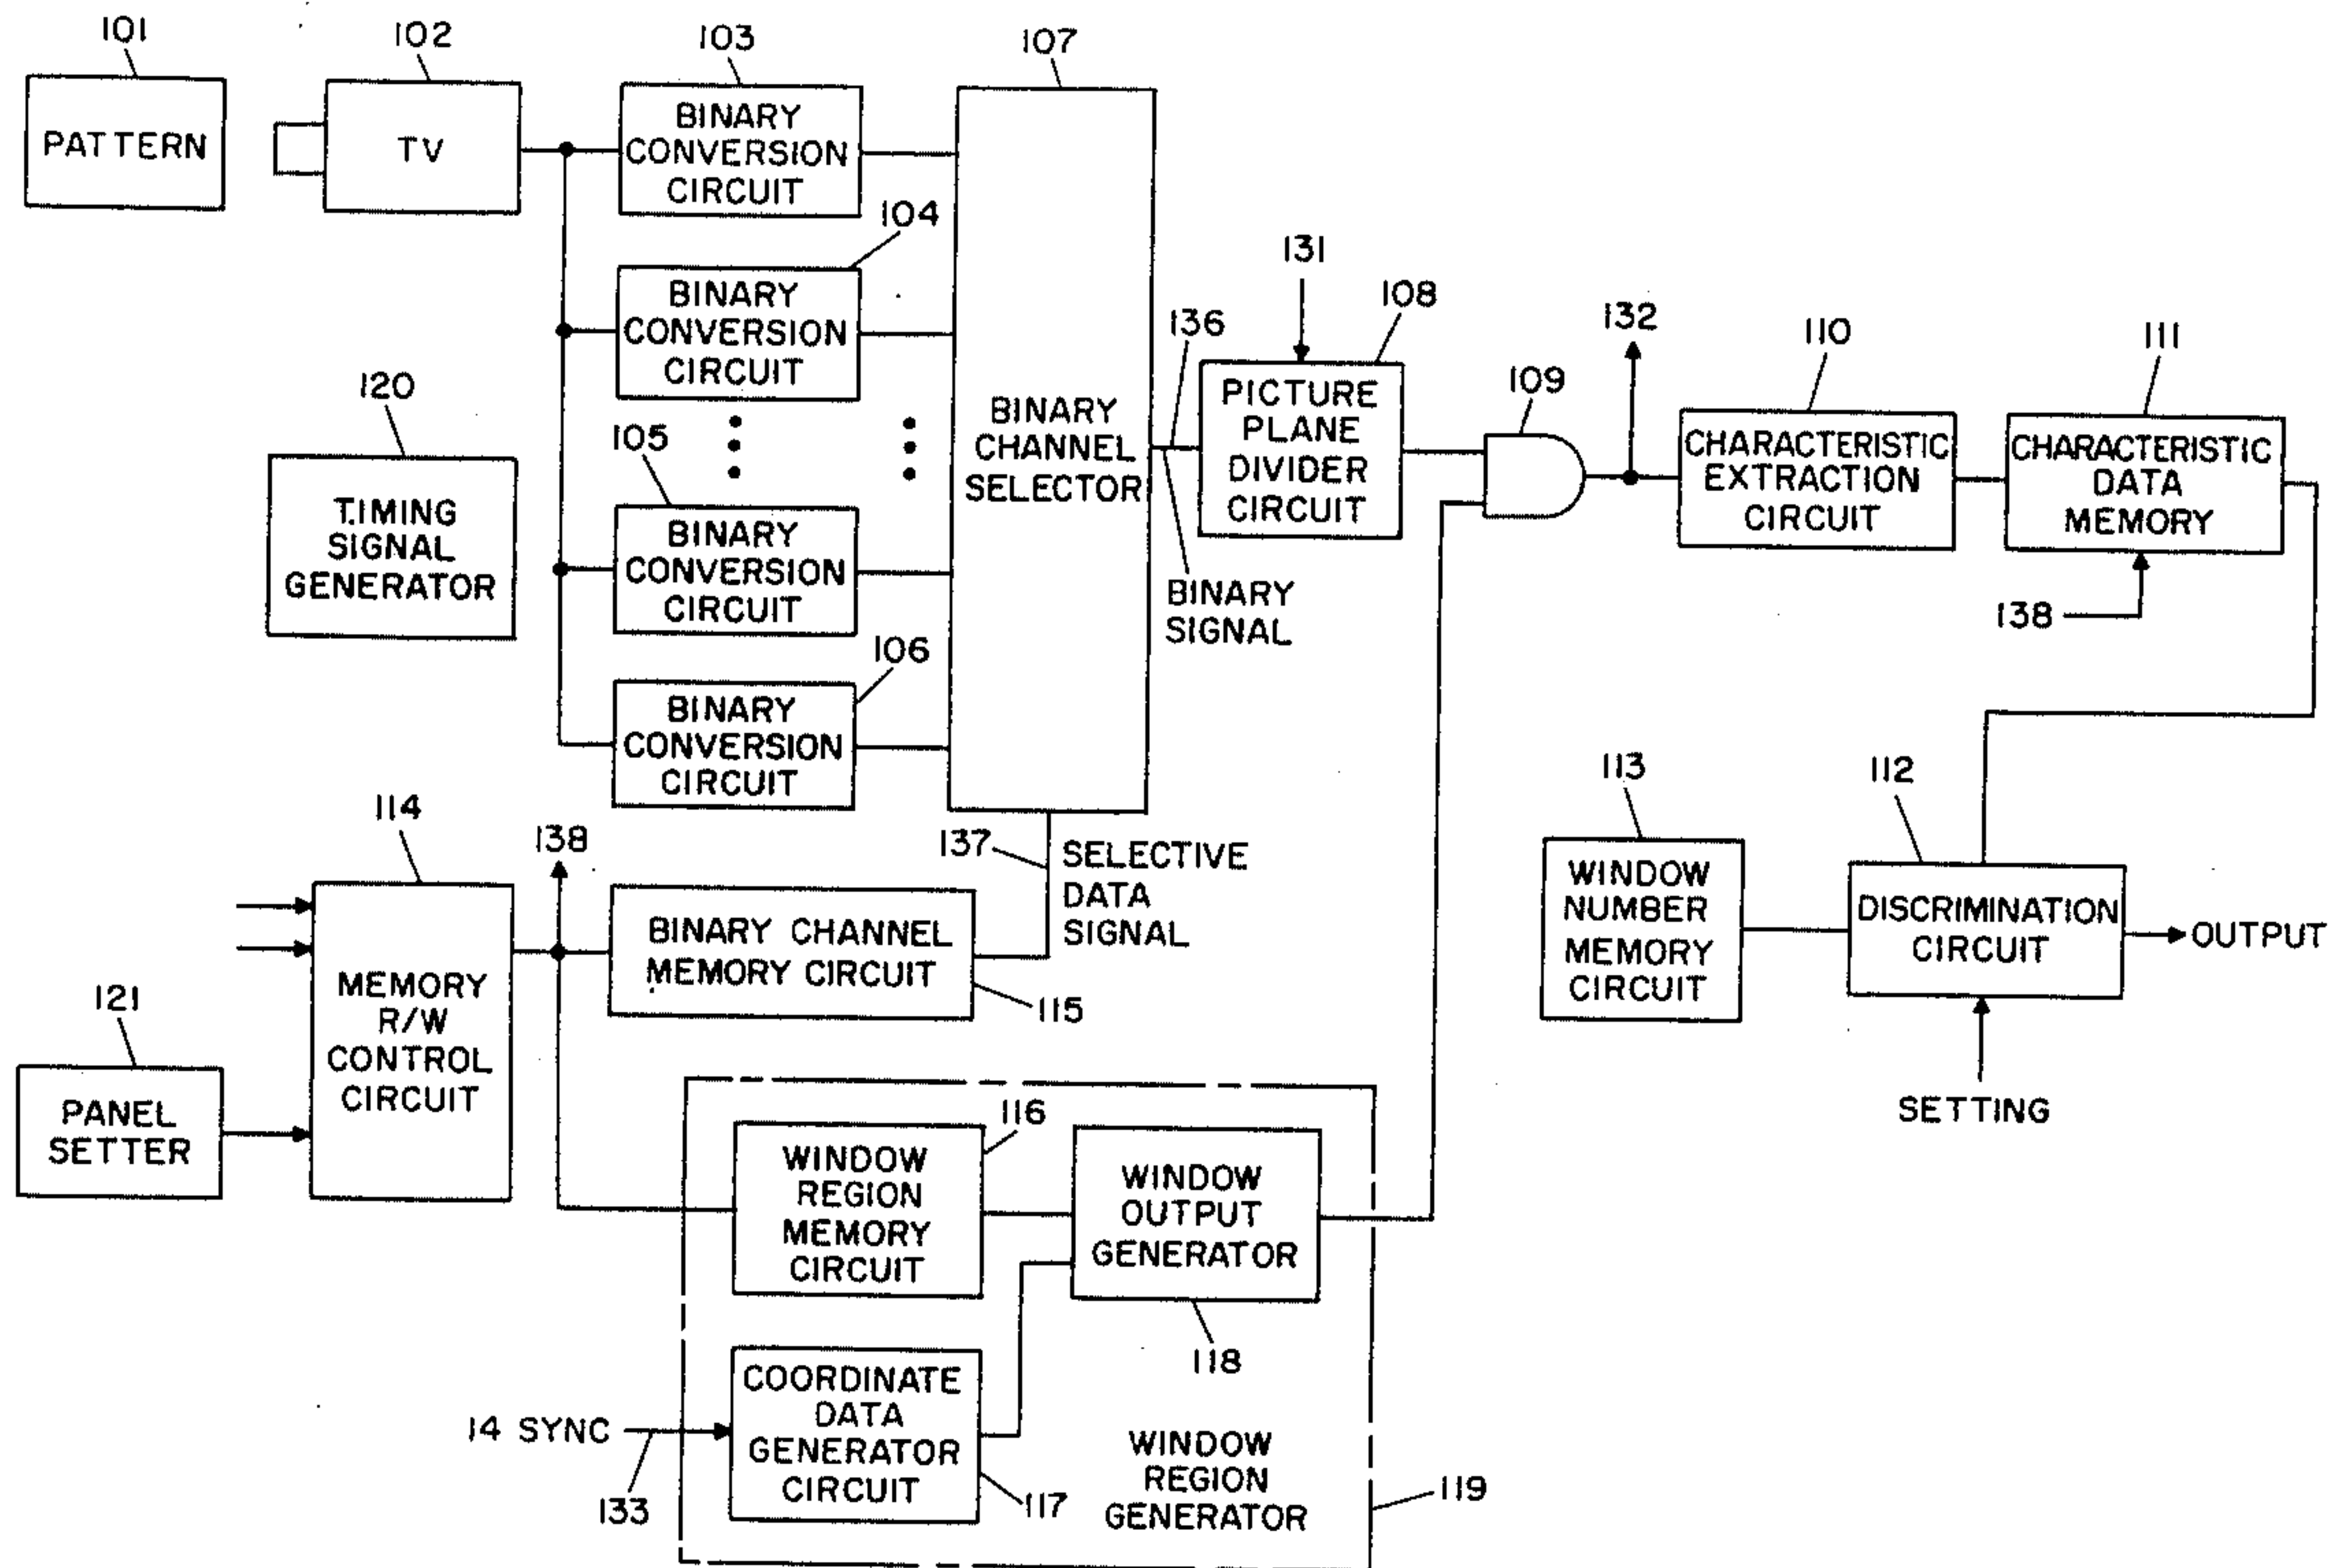 101
102
103
107
PATTERN
TV
BINARY
CONVERSION
CIRCUIT
104
BINARY
CONVERSION
CIRCUIT
131
108
136
132
110
111
120
TIMING
SIGNAL
GENERATOR
105
BINARY
CONVERSION
CIRCUIT
BINARY
CHANNEL
SELECTOR
PICTURE
PLANE
DIVIDER
CIRCUIT
109
CHARACTERISTIC
EXTRACTION
CIRCUIT
CHARACTERISTIC
DATA
MEMORY
BINARY
SIGNAL
138
106
BINARY
CONVERSION
CIRCUIT
114
138
137
SELECTIVE
DATA
SIGNAL
113
112
MEMORY
R/W
CONTROL
CIRCUIT
BINARY CHANNEL
MEMORY CIRCUIT
115
WINDOW
NUMBER
MEMORY
CIRCUIT
DISCRIMINATION
CIRCUIT
OUTPUT
SETTING
121
PANEL
SETTER
116
WINDOW
REGION
MEMORY
CIRCUIT
WINDOW
OUTPUT
GENERATOR
118
14 SYNC
133
COORDINATE
DATA
GENERATOR
CIRCUIT
117
WINDOW
REGION
GENERATOR
119